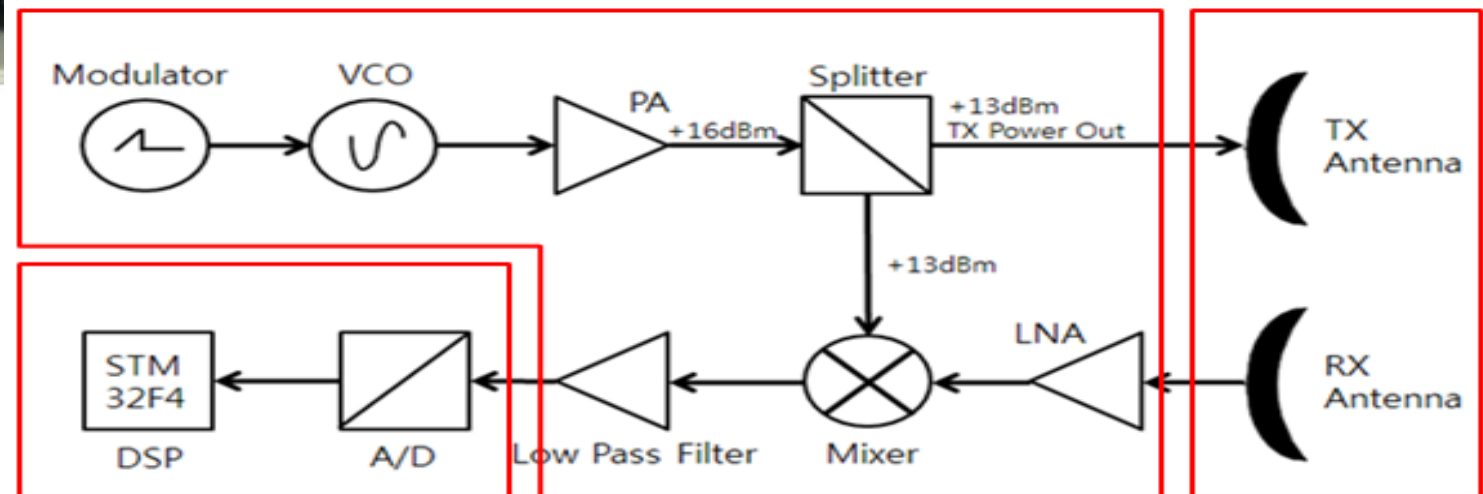 Modulator
VCO
PA
+16dBm
Splitter
+13dBm
TX Power Out
TX
Antenna
+13dBm
STM
32F4
DSP
A/D
Low Pass Filter
Mixer
LNA
RX
Antenna